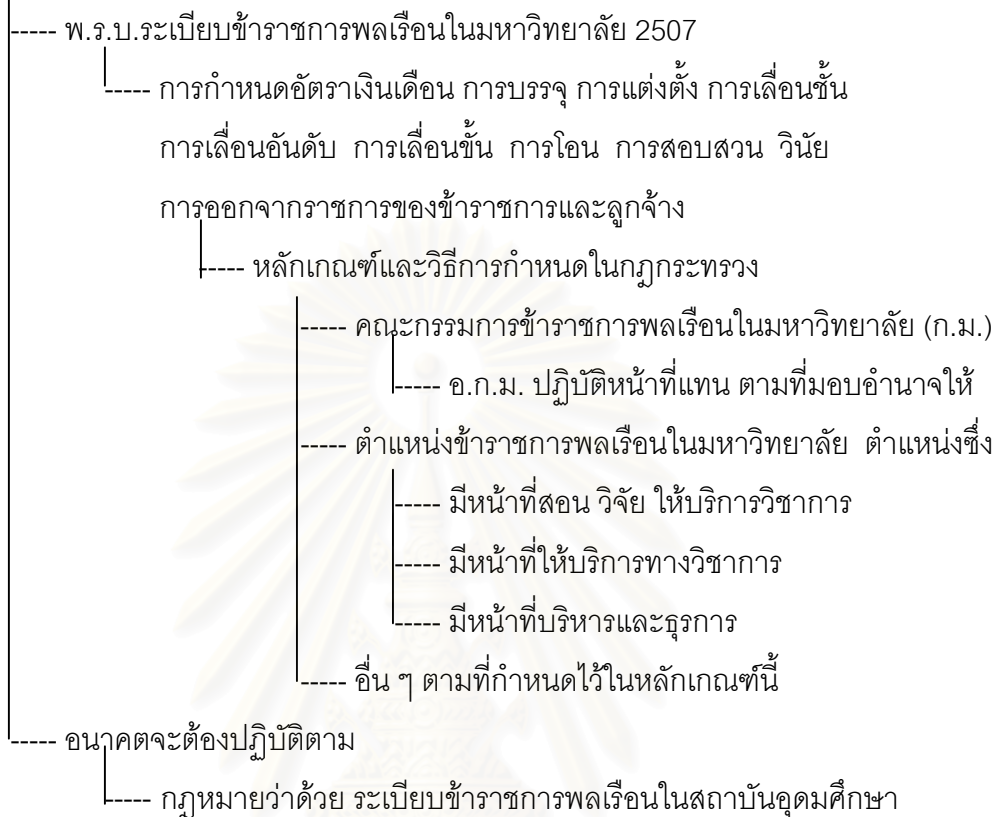 ----- พ.ร.บ.ระเบียบข้าราชการพลเรือนในมหาวิทยาลัย 2507
----- การกำหนดอัตราเงินเดือน การบรรจุ การแต่งตั้ง การเลื่อนชั้น
การเลื่อนอันดับ การเลื่อนขั้น การโอน การสอบสวน วินัย
การออกจากราชการของข้าราชการและลูกจ้าง
----- หลักเกณฑ์และวิธีการกำหนดในกฎกระทรวง
----- คณะกรรมการข้าราชการพลเรือนในมหาวิทยาลัย (ก.ม.)
----- อ.ก.ม. ปฏิบัติหน้าที่แทน ตามที่มอบอำนาจให้
----- ตำแหน่งข้าราชการพลเรือนในมหาวิทยาลัย ตำแหน่งซึ่ง
----- มีหน้าที่สอน วิจัย ให้บริการวิชาการ
----- มีหน้าที่ให้บริการทางวิชาการ
----- มีหน้าที่บริหารและธุรการ
----- อื่น ๆ ตามที่กำหนดไว้ในหลักเกณฑ์นี้
----- อนาคตจะต้องปฏิบัติตาม
----- กฎหมายว่าด้วย ระเบียบข้าราชการพลเรือนในสถาบันอุดมศึกษา